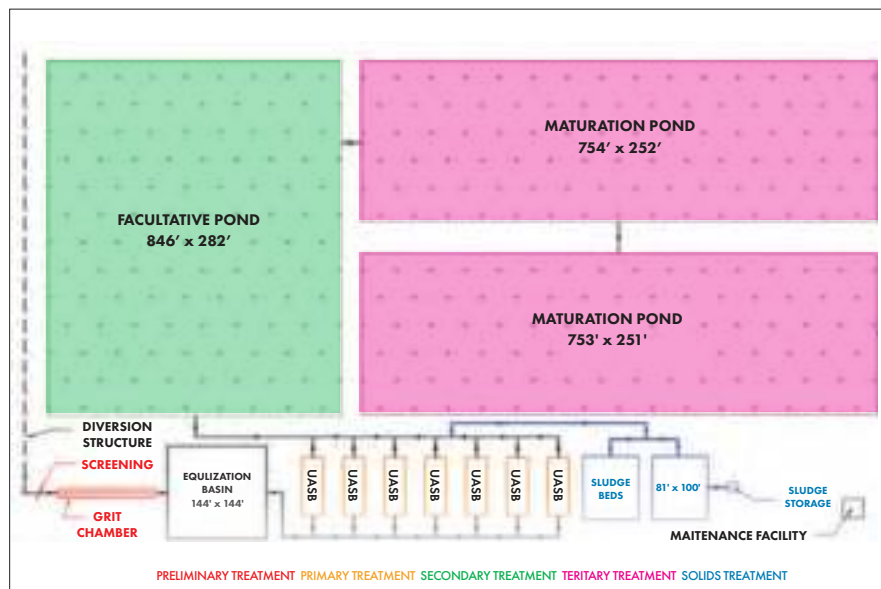 MATURATION POND
754' x 252'
FACULTATIVE POND
846' x 282'
MATURATION POND
753' x 251'
DIVERSION
STRUCTURE
SCREENING
GRIT
CHAMBER
EQULIZATION
BASIN
144' x 144'
UASB
UASB
UASB
UASB
UASB
UASB
UASB
SLUDGE
BEDS
81' x 100'
SLUDGE
STORAGE
MAITENANCE FACILITY
PRELIMINARY TREATMENT PRIMARY TREATMENT SECONDARY TREATMENT TERITARY TREATMENT SOLIDS TREATMENT